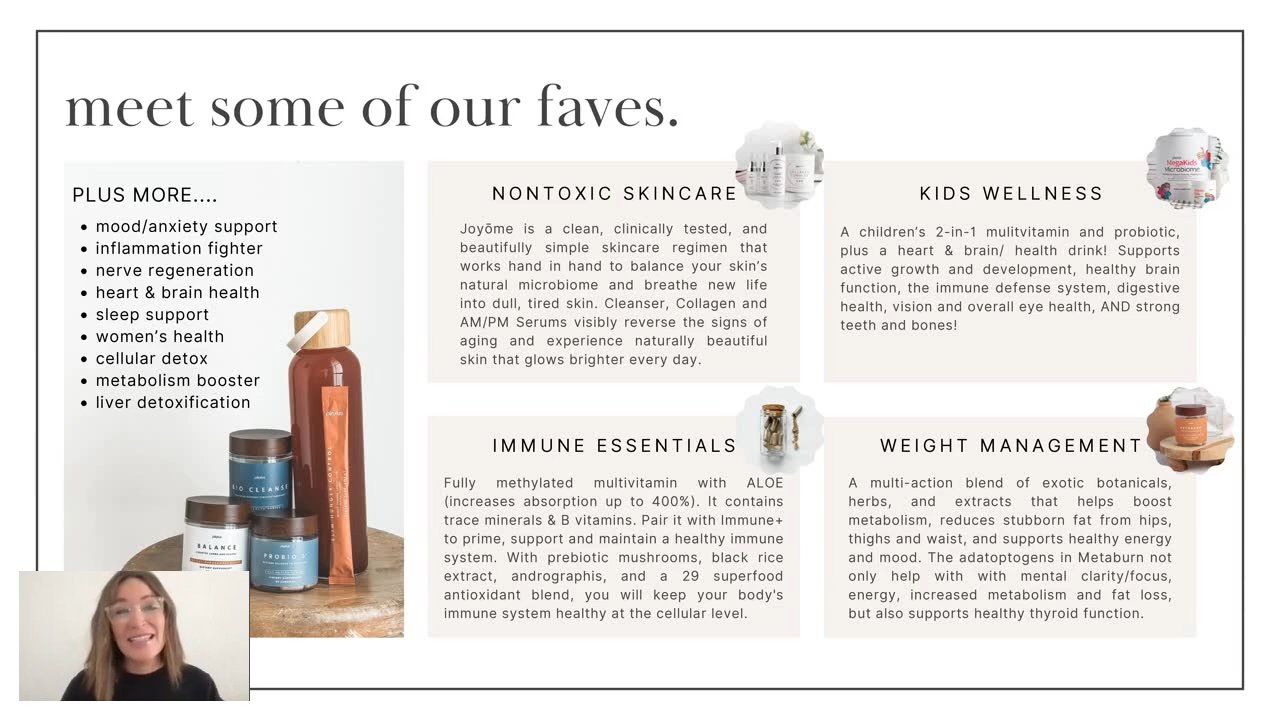 meet some of our faves.
PLUS MORE....
• mood/anxiety support
• inflammation fighter
• nerve regeneration
• heart & brain health
• sleep support
• women's health
• cellular detox
• metabolism booster
• liver detoxification
BIO CLEANSE
BALANCE
PROBIO 5
NONTOXIC SKINCARE
Joyōme is a clean, clinically tested, and
beautifully simple skincare regimen that
works hand in hand to balance your skin's
natural microbiome and breathe new life
into dull, tired skin. Cleanser, Collagen and
AM/PM Serums visibly reverse the signs of
aging and experience naturally beautiful
skin that glows brighter every day.
KIDS WELLNESS
A children's 2-in-1 mulitvitamin and probiotic,
plus a heart & brain/ health drink! Supports
active growth and development, healthy brain
function, the immune defense system, digestive
health, vision and overall eye health, AND strong
teeth and bones!
MegaKids
Microbiome
IMMUNE ESSENTIALS
Fully methylated multivitamin with ALOE
(increases absorption up to 400%). It contains
trace minerals & B vitamins. Pair it with Immune+
to prime, support and maintain a healthy immune
system. With prebiotic mushrooms, black rice
extract, andrographis, and a 29 superfood
antioxidant blend, you will keep your body's
immune system healthy at the cellular level.
WEIGHT MANAGEMENT
A multi-action blend of exotic botanicals,
herbs, and extracts that helps boost
metabolism, reduces stubborn fat from hips,
thighs and waist, and supports healthy energy
and mod. The adaptoogens in Metaburn not
only help with with mental clarity/focus,
energy, increased metabolism and fat loss,
but also supports healthy thyroid function.